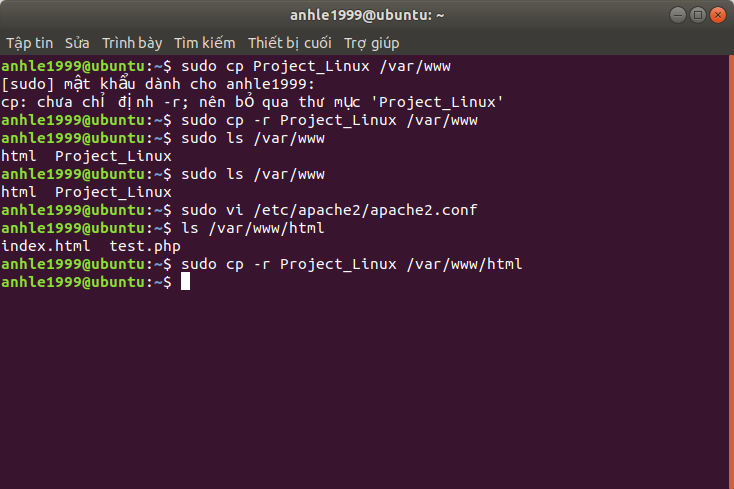 anhle1999@ubuntu: ~
Tập tin Sửa Trình bày Tìm kiếm Thiết bị cuối Trợ giúp
anhle1999@ubuntu:~$ sudo cp Project_Linux /var/www
[sudo] mật khẩu dành cho anhle1999:
cp: chưa chỉ định -r; nên bỏ qua thư mục 'Project_Linux'
anhle1999@ubuntu:~$ sudo cp -r Project_Linux /var/www
anhle1999@ubuntu:~$ sudo ls /var/www
html  Project_Linux
anhle1999@ubuntu:~$ sudo ls /var/www
html  Project_Linux
anhle1999@ubuntu:~$ sudo vi /etc/apache2/apache2.conf
anhle1999@ubuntu:~$ ls /var/www/html
index.html  test.php
anhle1999@ubuntu:~$ sudo cp -r Project_Linux /var/www/html
anhle1999@ubuntu:~$